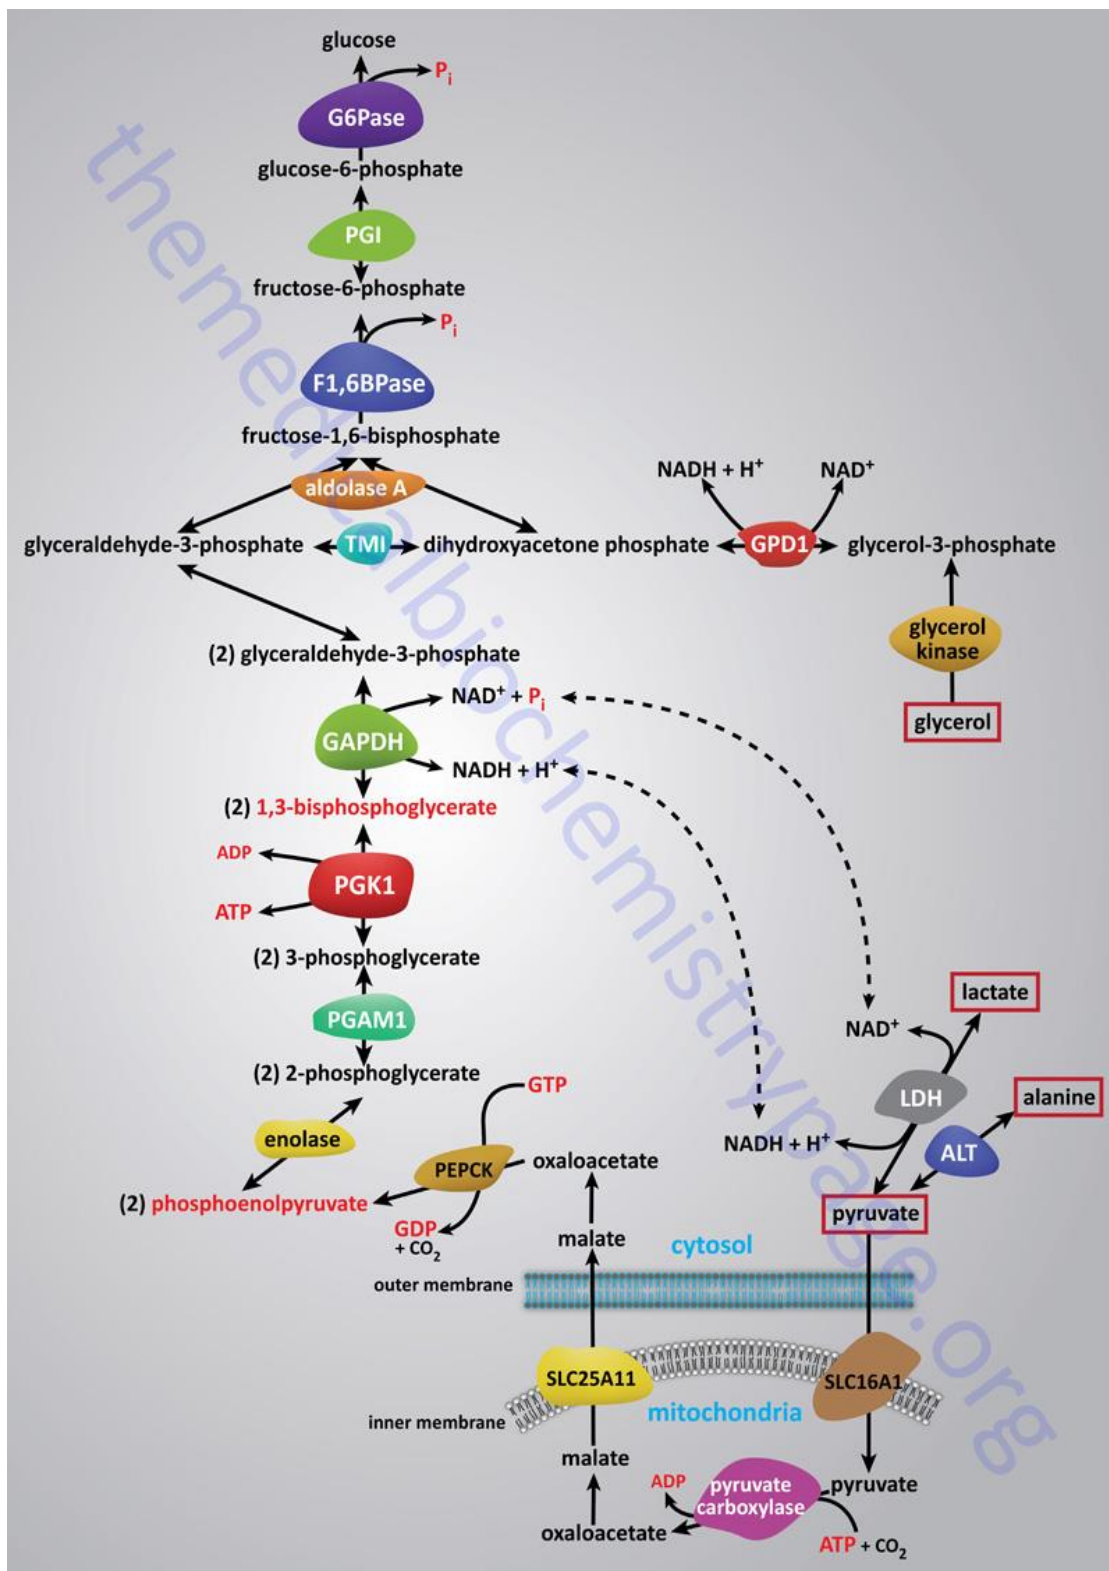 glucose
Pi
G6Pase
glucose-6-phosphate
PGI
fructose-6-phosphate
Pi
F1,6BPase
fructose-1,6-bisphosphate
aldolase A
NADH + H+
NAD+
glyceraldehyde-3-phosphate
TMI
dihydroxyacetone phosphate
GPD1
glycerol-3-phosphate
glycerol
kinase
glycerol
(2) glyceraldehyde-3-phosphate
NAD+ + Pi
GAPDH
NADH + H+
(2) 1,3-bisphosphoglycerate
ADP
PGK1
ATP
(2) 3-phosphoglycerate
PGAM1
(2) 2-phosphoglycerate
enolase
(2) phosphoenolpyruvate
GTP
PEPCK
GDP
+ CO2
oxaloacetate
malate
lactate
NAD+
LDH
alanine
NADH + H+
ALT
pyruvate
cytosol
outer membrane
SLC25A11
SLC16A1
inner membrane
mitochondria
malate
ADP
pyruvate
carboxylase
pyruvate
oxaloacetate
ATP + CO2
themedicalbiochemistrypage.org